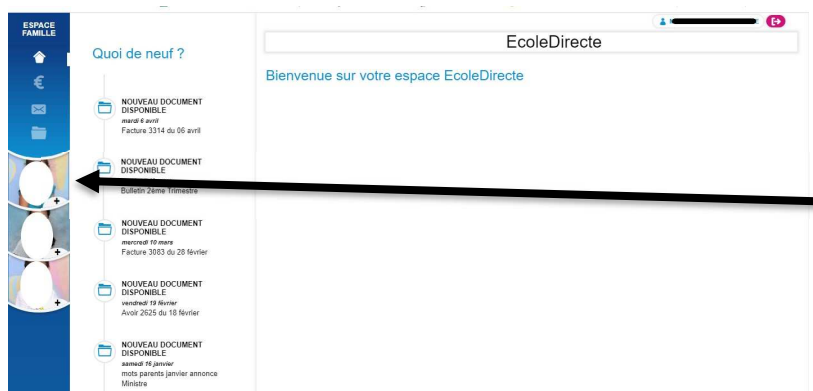 ESPACE
FAMILLE
EcoleDirecte
Quoi de neuf ?
Bienvenue sur votre espace EcoleDirecte
NOUVEAU DOCUMENT
DISPONIBLE
mardi 6 avril
Facture 3314 du 06 avril
NOUVEAU DOCUMENT
DISPONIBLE
Bulletin 2ème Trimestre
NOUVEAU DOCUMENT
DISPONIBLE
mercredi 10 mars
Facture 3083 du 28 février
NOUVEAU DOCUMENT
DISPONIBLE
vendredi 19 février
Avoir 2625 du 18 février
NOUVEAU DOCUMENT
DISPONIBLE
samedi 16 janvier
mots parents janvier annonce
Ministre